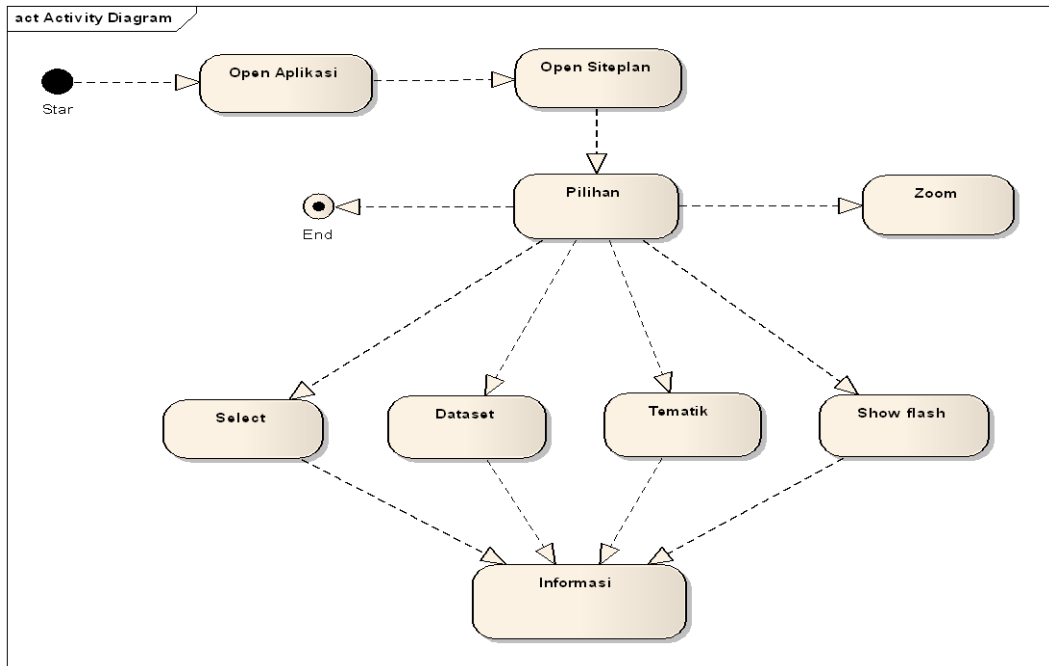 act Activity Diagram
Open Aplikasi
Open Siteplan
Star
Pilihan
Zoom
End
Select
Dataset
Tematik
Show flash
Informasi